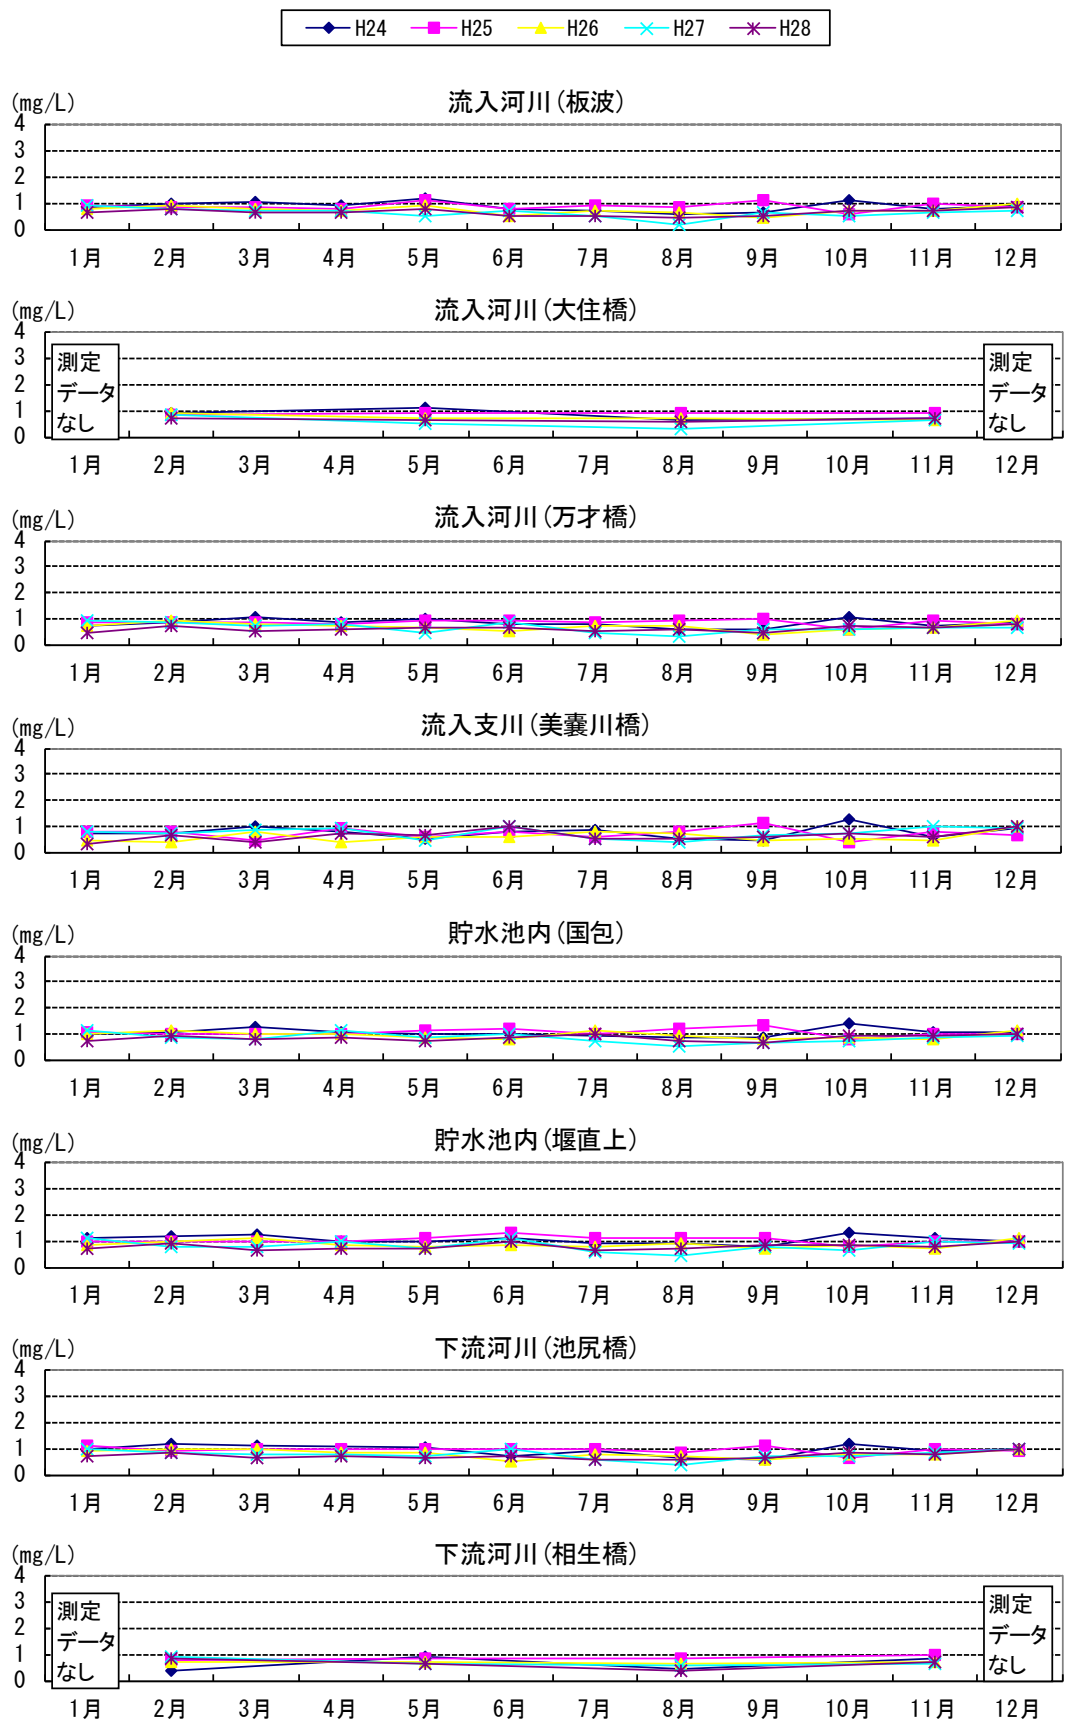 H24 H25 H26 H27 H28
(mg/L) 流入河川(板波)
4
3
2
1
0
1月 2月 3月 4月 5月 6月 7月 8月 9月 10月 11月 12月
(mg/L) 流入河川(大住橋)
4
3
2
1
0
測定
データ
なし
測定
データ
なし
1月 2月 3月 4月 5月 6月 7月 8月 9月 10月 11月 12月
(mg/L) 流入河川(万才橋)
4
3
2
1
0
1月 2月 3月 4月 5月 6月 7月 8月 9月 10月 11月 12月
(mg/L) 流入支川(美嚢川橋)
4
3
2
1
0
1月 2月 3月 4月 5月 6月 7月 8月 9月 10月 11月 12月
(mg/L) 貯水池内(国包)
4
3
2
1
0
1月 2月 3月 4月 5月 6月 7月 8月 9月 10月 11月 12月
(mg/L) 貯水池内(堰直上)
4
3
2
1
0
1月 2月 3月 4月 5月 6月 7月 8月 9月 10月 11月 12月
(mg/L) 下流河川(池尻橋)
4
3
2
1
0
1月 2月 3月 4月 5月 6月 7月 8月 9月 10月 11月 12月
(mg/L) 下流河川(相生橋)
4
3
2
1
0
測定
データ
なし
測定
データ
なし
1月 2月 3月 4月 5月 6月 7月 8月 9月 10月 11月 12月